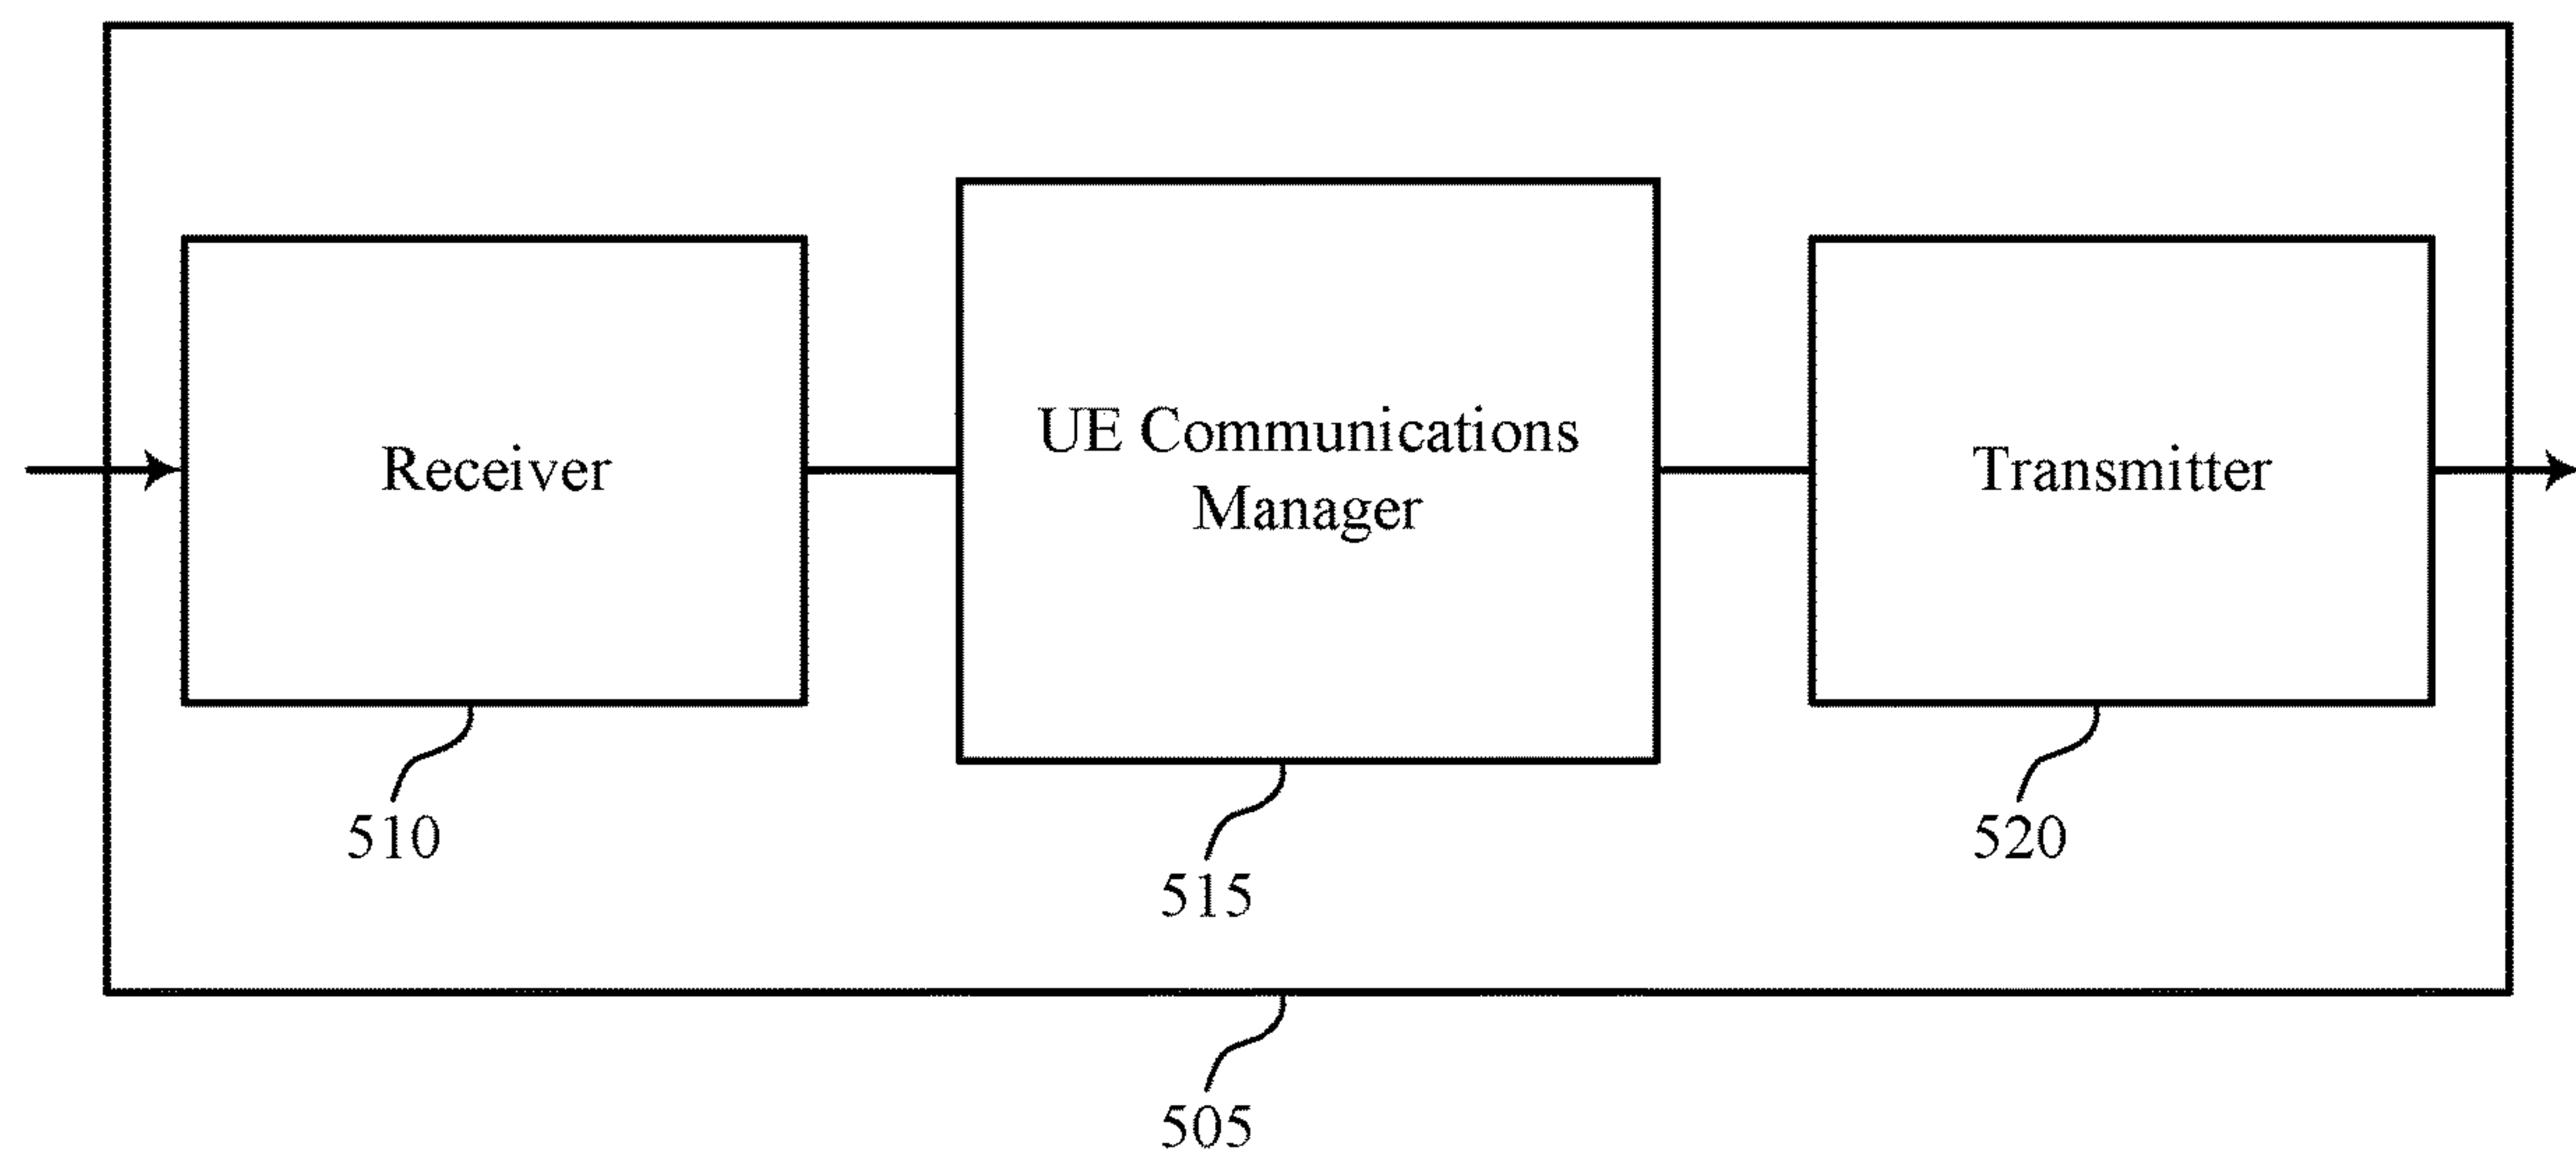 Receiver
UE Communications
Manager
Transmitter
510
515
520
505